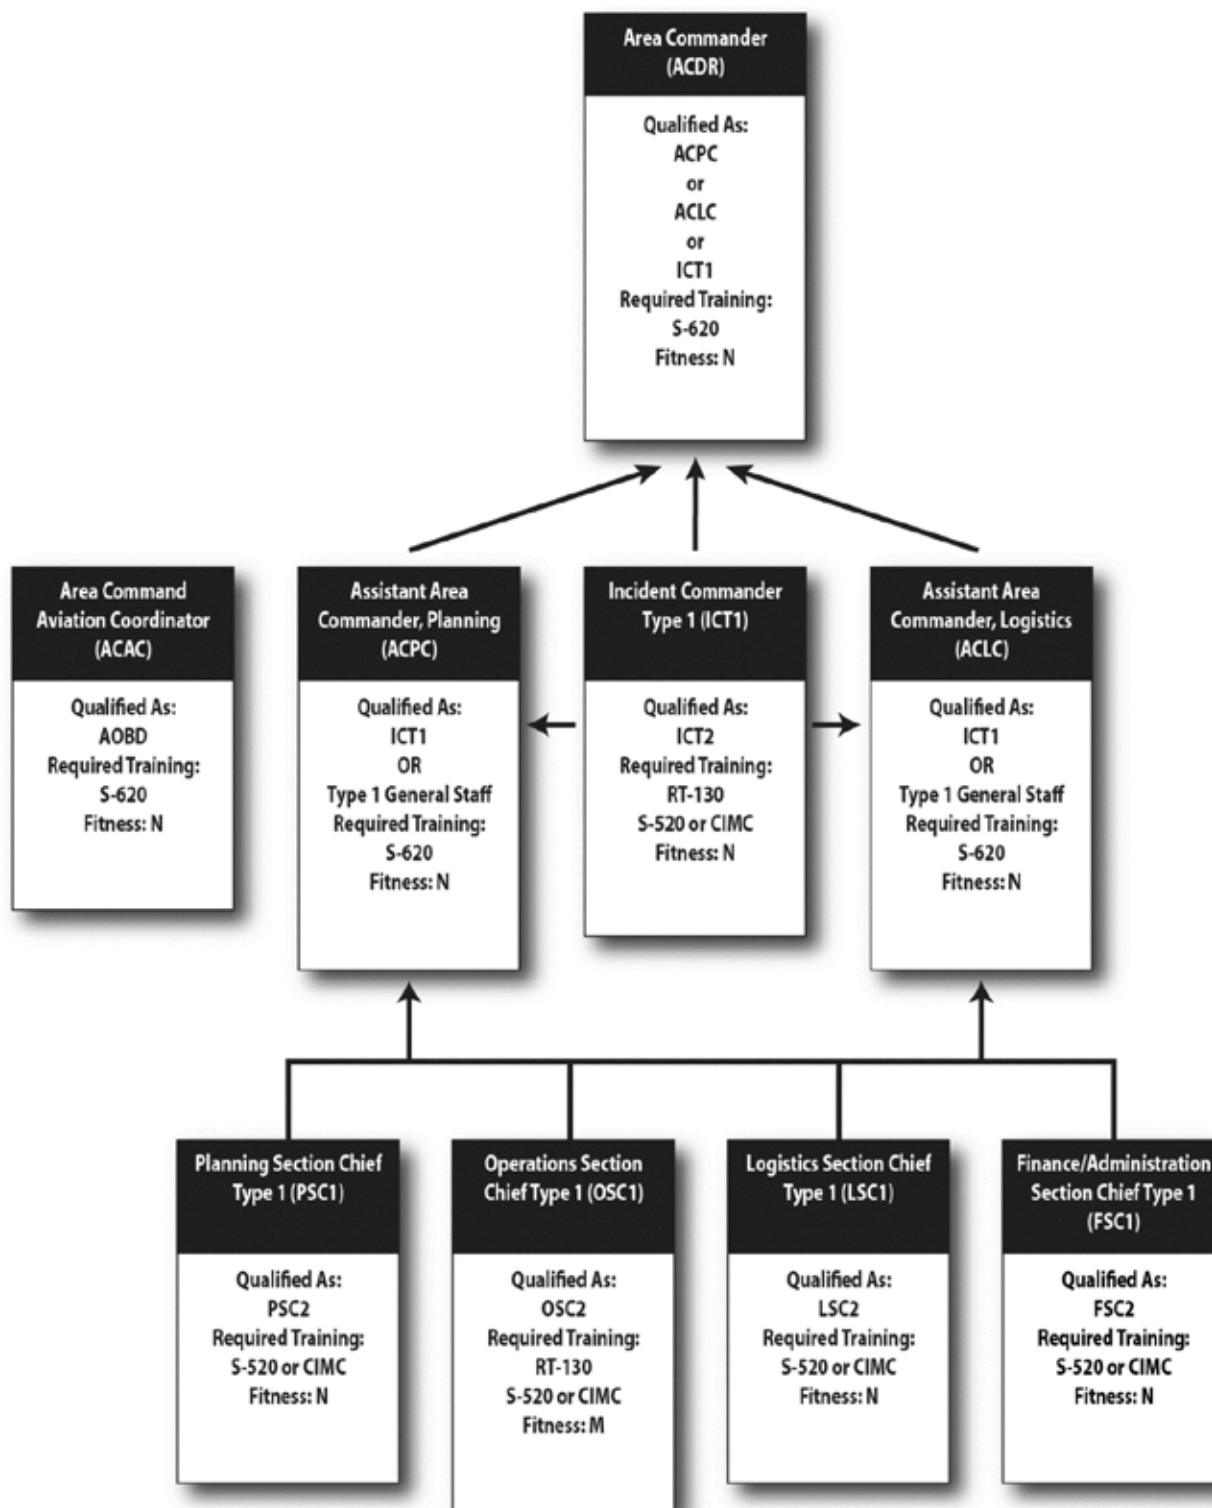 Area Commander
(ACDR)
Qualified As:
ACPC
or
ACLC
or
ICT1
Required Training:
S-620
Fitness: N
Area Command
Aviation Coordinator
(ACAC)
Qualified As:
AOBD
Required Training:
S-620
Fitness: N
Assistant Area
Commander, Planning
(ACPC)
Qualified As:
ICT1
OR
Type 1 General Staff
Required Training:
S-620
Fitness: N
Incident Commander
Type 1 (ICT1)
Qualified As:
ICT2
Required Training:
RT-130
S-520 or CIMC
Fitness: N
Assistant Area
Commander, Logistics
(ACLC)
Qualified As:
ICT1
OR
Type 1 General Staff
Required Training:
S-620
Fitness: N
Planning Section Chief
Type 1 (PSC1)
Qualified As:
PSC2
Required Training:
S-520 or CIMC
Fitness: N
Operations Section
Chief Type 1 (OSC1)
Qualified As:
OSC2
Required Training:
RT-130
S-520 or CIMC
Fitness: M
Logistics Section Chief
Type 1 (LSC1)
Qualified As:
LSC2
Required Training:
S-520 or CIMC
Fitness: N
Finance/Administration
Section Chief Type 1
(FSC1)
Qualified As:
FSC2
Required Training:
S-520 or CIMC
Fitness: N